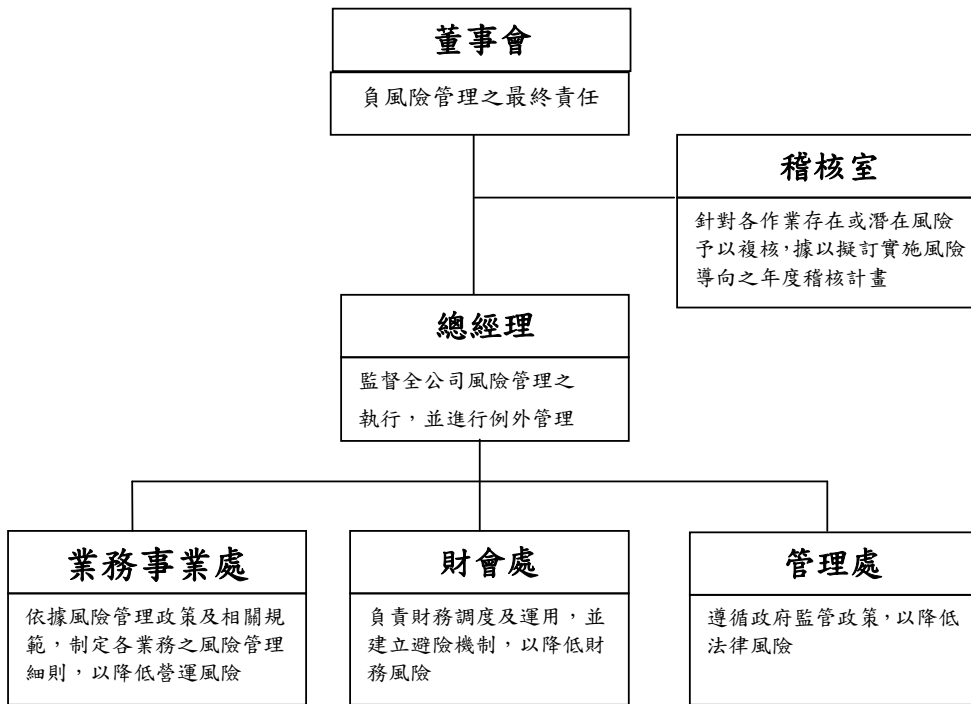 董事會
負風險管理之最終責任
稽核室
針對各作業存在或潛在風險
予以複核，據以擬訂實施風險
導向之年度稽核計畫
總經理
監督全公司風險管理之
執行，並進行例外管理
業務事業處
依據風險管理政策及相關規
範，制定各業務之風險管理
細則，以降低營運風險
財會處
負責財務調度及運用，並
建立避險機制，以降低財
務風險
管理處
遵循政府監管政策，以降低
法律風險